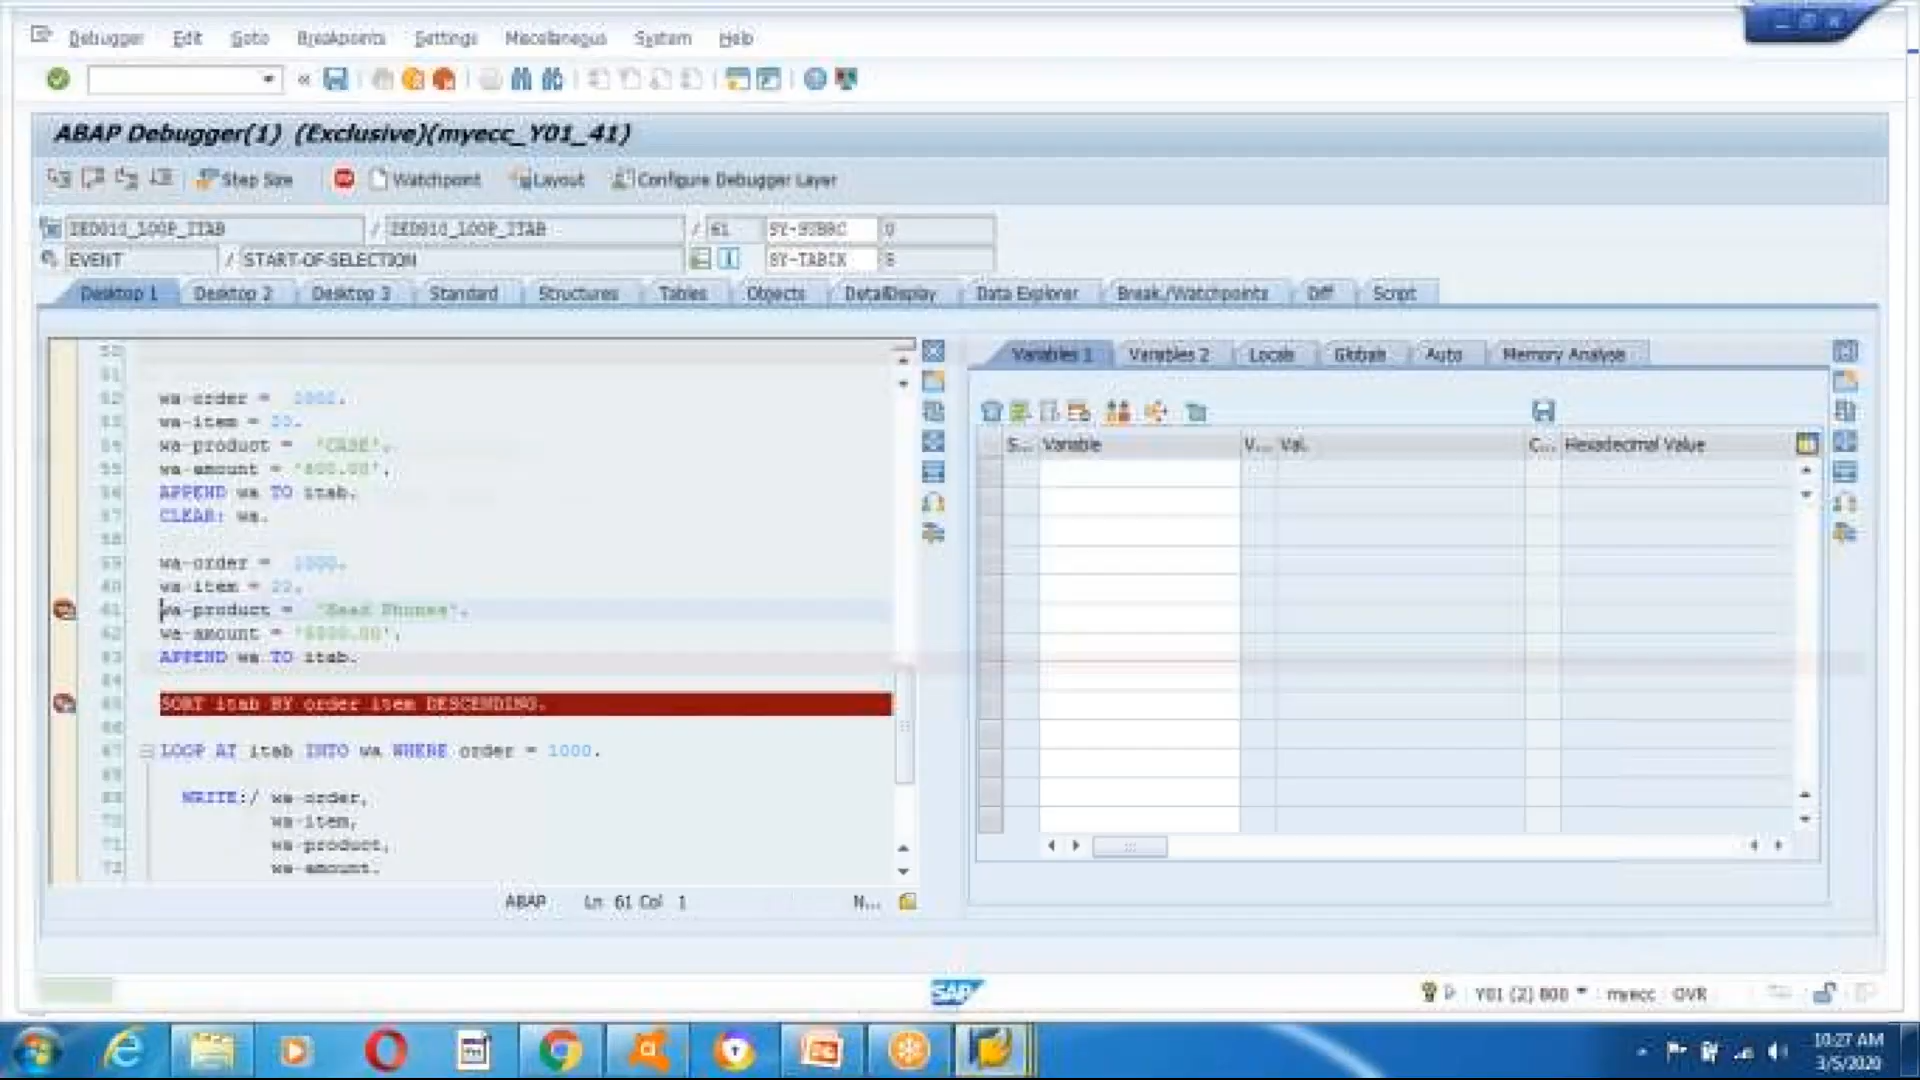 Debugger Edit Goto Breakpoints Settings Miscellaneous System Help
ABAP Debugger(1) (Exclusive)(myecc_Y01_41)
Step Size Watchpoint Layout Configure Debugger Layer
/ / 61 SY-SUBRC 0
EVENT / START-OF-SELECTION SY-TABIX
Desktop 1 Desktop 2 Desktop 3 Standard Structures Tables Objects DetailDisplay Data Explorer Break./Watchpoints Diff Script
Variables 1 Variables 2 Locals Globals Auto Memory Analysis
S... Variable V... Val. C... Hexadecimal Value
wa-order =
wa-item =
wa-product = 'CASE'.
wa-amount =
APPEND wa TO itab.
CLEAR: wa.
wa-order =
wa-item =
wa-product =
wa-amount =
APPEND wa TO itab.
SORT itab BY order item DESCENDING.
LOOP AT itab INTO wa WHERE order = 1000.
WRITE:/ wa-order,
wa-item,
wa-product,
wa-amount.
ABAP Ln 61 Col 1 N...
SAP
Y01 (2) 800 myecc OVR
10:27 AM
3/5/2020